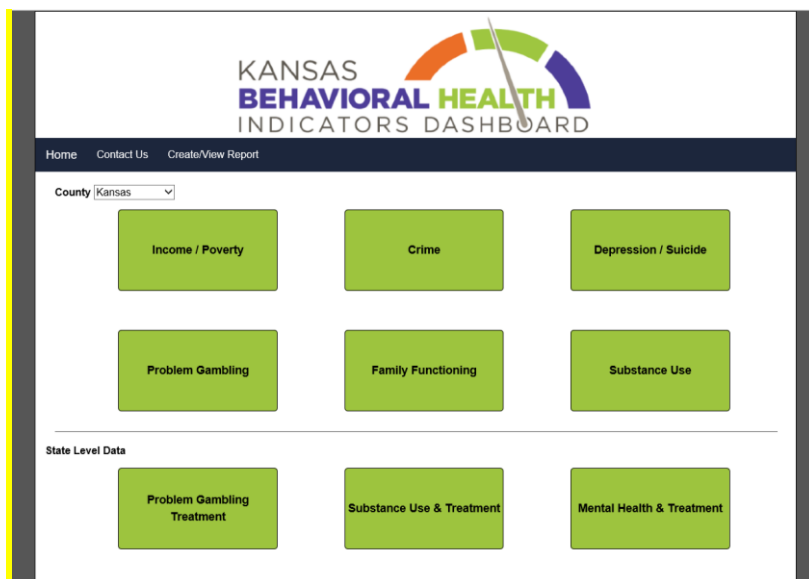 KANSAS
BEHAVIORAL HEALTH
INDICATORS DASHBOARD
Home Contact Us Create/View Report
County Kansas
Income / Poverty
Crime
Depression / Suicide
Problem Gambling
Family Functioning
Substance Use
State Level Data
Problem Gambling
Treatment
Substance Use & Treatment
Mental Health & Treatment